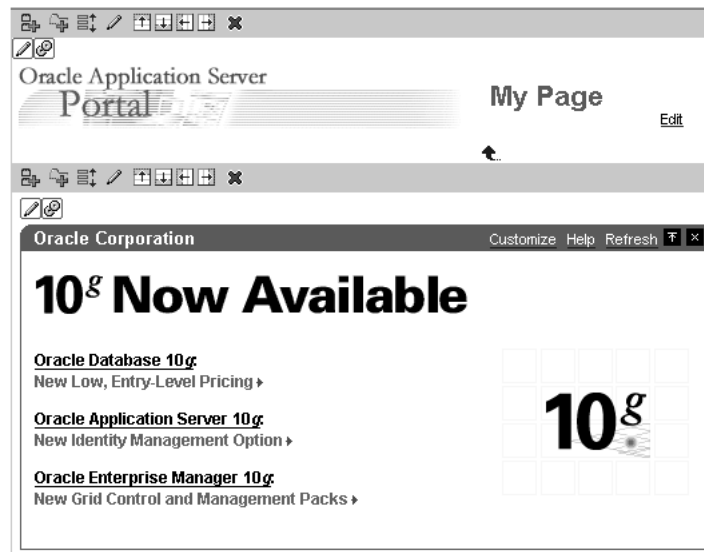 Oracle Application Server
Portal
My Page
Edit
Oracle Corporation
Customize Help Refresh
10g Now Available
Oracle Database 10g:
New Low, Entry-Level Pricing
Oracle Application Server 10g:
New Identity Management Option
10g
Oracle Enterprise Manager 10g:
New Grid Control and Management Packs